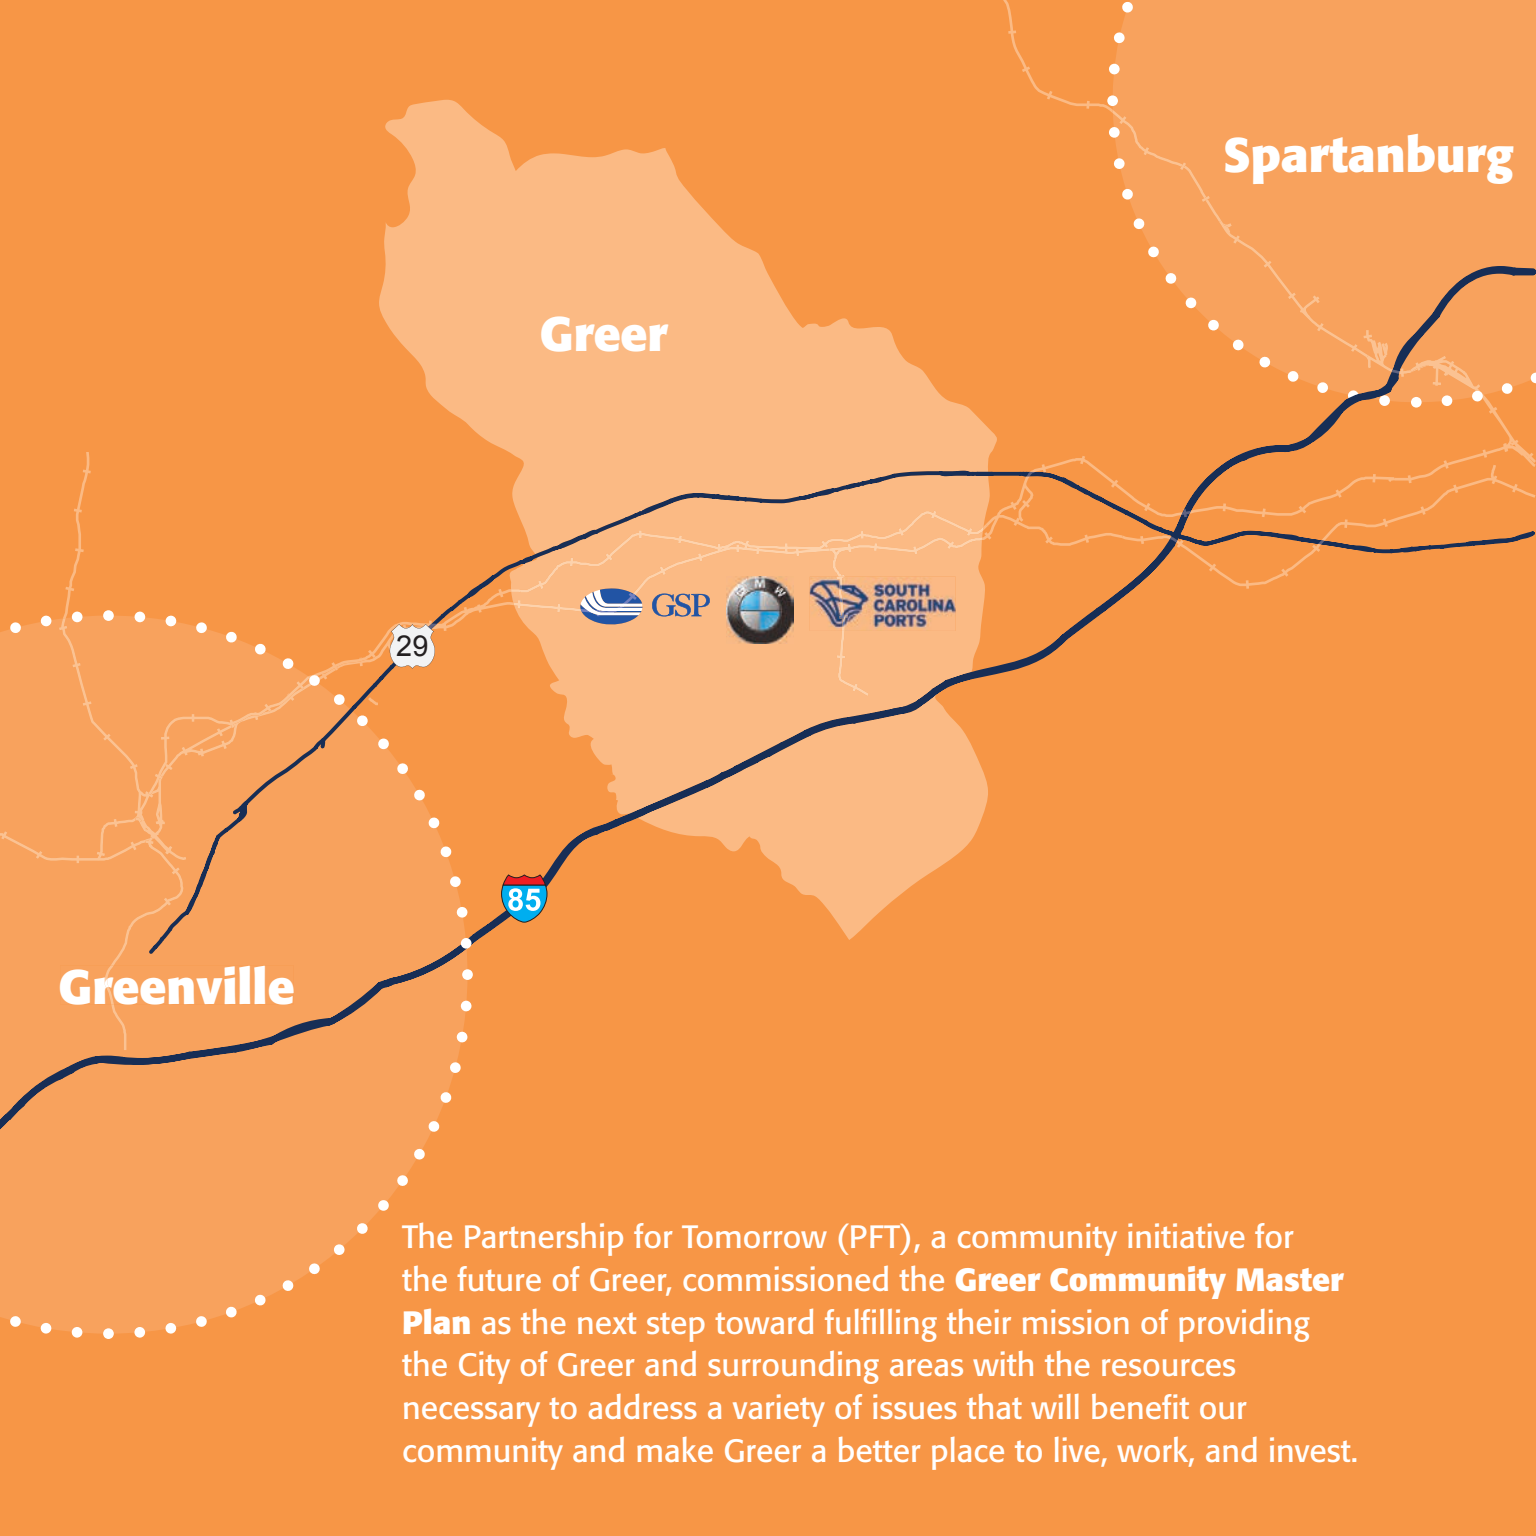 Spartanburg
Greer
GSP
BMW
SOUTH
CAROLINA
PORTS
29
85
Greenville
The Partnership for Tomorrow (PFT), a community initiative for
the future of Greer, commissioned the Greer Community Master
Plan as the next step toward fulfilling their mission of providing
the City of Greer and surrounding areas with the resources
necessary to address a variety of issues that will benefit our
community and make Greer a better place to live, work, and invest.